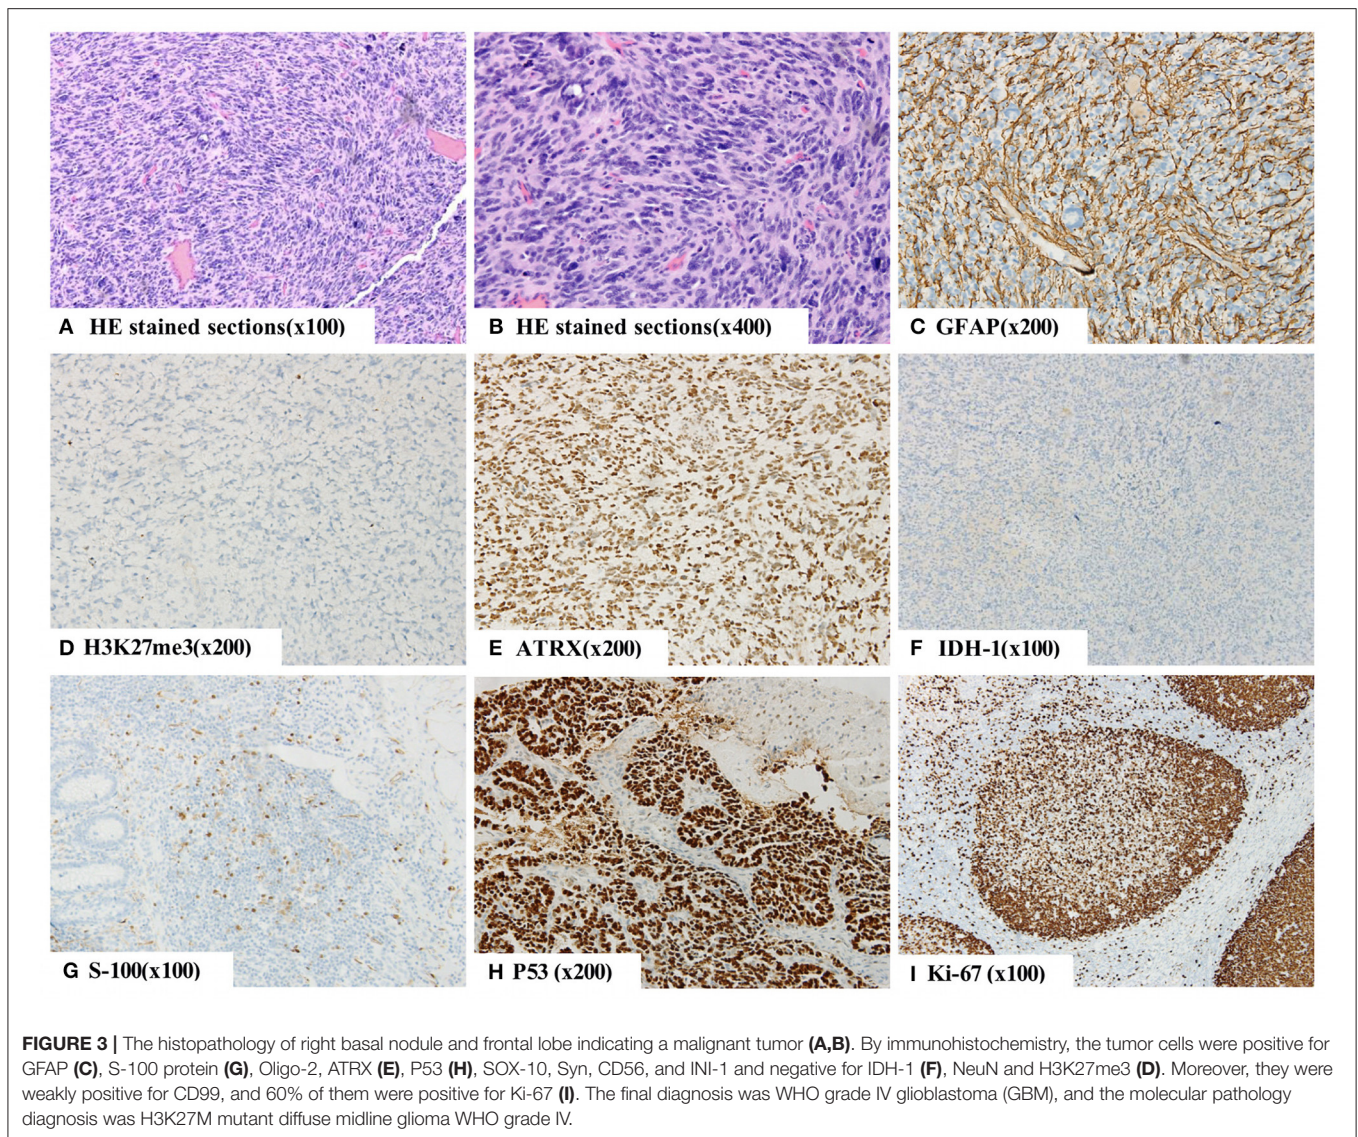 A HE stained sections(x100)
B HE stained sections(x400)
C GFAP(x200)
D H3K27me3(x200)
E ATRX(x200)
F IDH-1(x100)
G S-100(x100)
H P53 (x200)
I Ki-67 (x100)
FIGURE 3 | The histopathology of right basal nodule and frontal lobe indicating a malignant tumor (A,B). By immunohistochemistry, the tumor cells were positive for
GFAP (C), S-100 protein (G), Oligo-2, ATRX (E), P53 (H), SOX-10, Syn, CD56, and INI-1 and negative for IDH-1 (F), NeuN and H3K27me3 (D). Moreover, they were
weakly positive for CD99, and 60% of them were positive for Ki-67 (I). The final diagnosis was WHO grade IV glioblastoma (GBM), and the molecular pathology
diagnosis was H3K27M mutant diffuse midline glioma WHO grade IV.